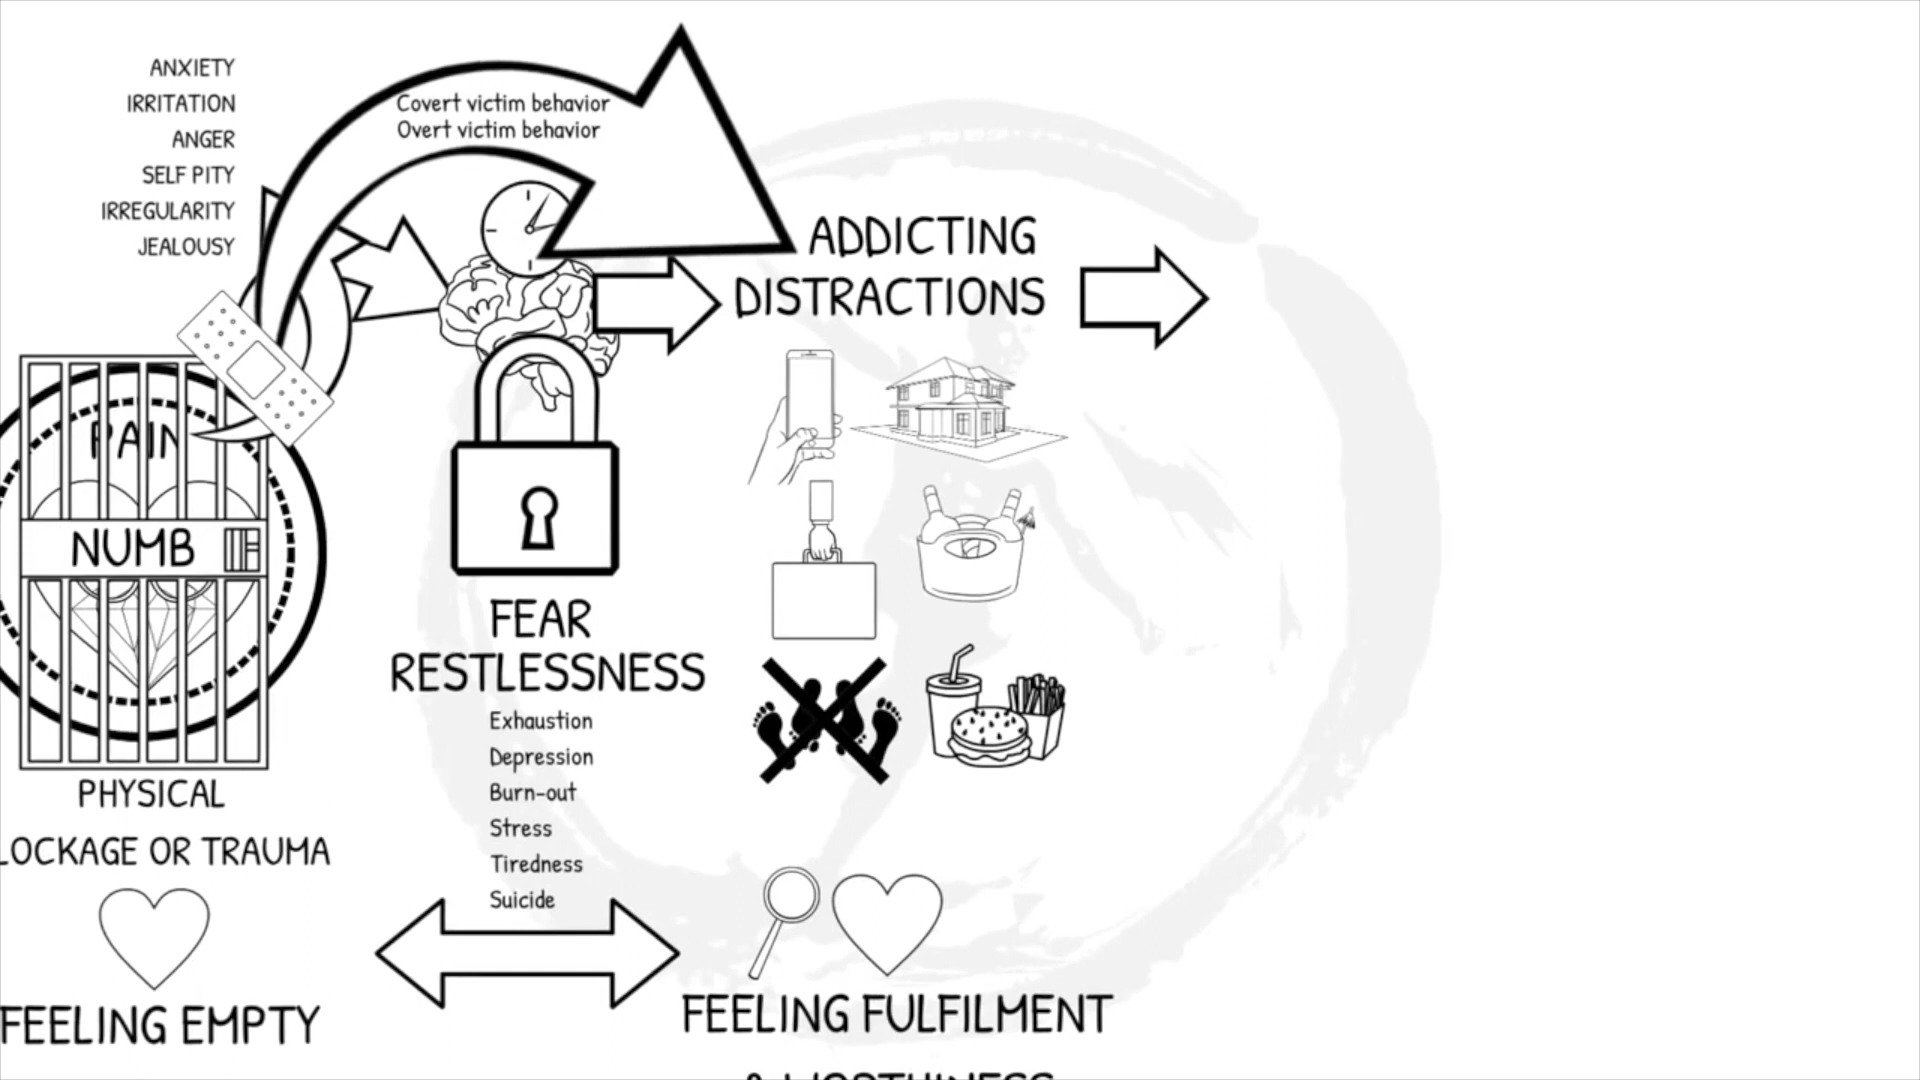 ANXIETY
IRRITATION
ANGER
SELF PITY
IRREGULARITY
JEALOUSY
Covert victim behavior
Overt victim behavior
ADDICTING
DISTRACTIONS
PAIN
NUMB
PHYSICAL
LOCKAGE OR TRAUMA
FEELING EMPTY
FEAR
RESTLESSNESS
Exhaustion
Depression
Burn-out
Stress
Tiredness
Suicide
FEELING FULFILMENT
& WORTHINESS